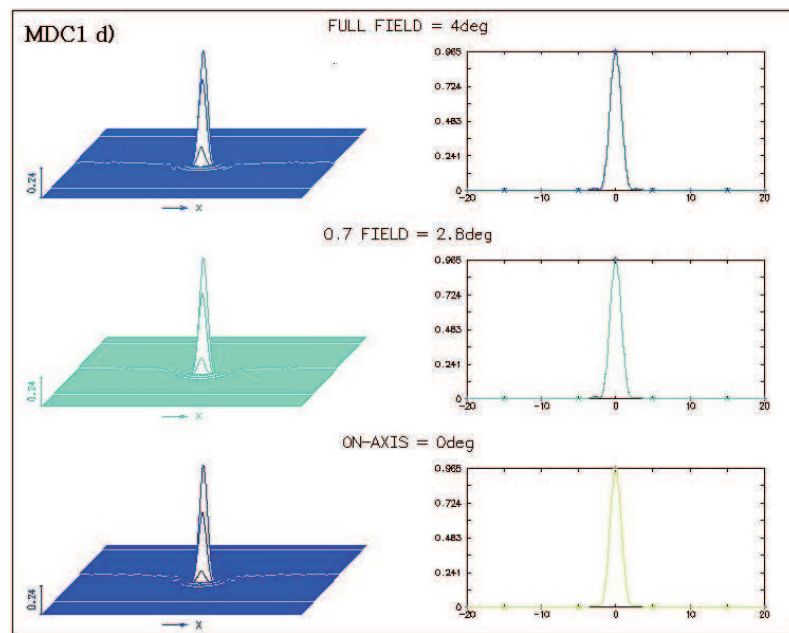 MDC1 d)
FULL FIELD = 4deg
0.24
x
0.965
0.724
0.483
0.241
0
-20 -10 0 10 20
0.7 FIELD = 2.8deg
0.24
x
0.965
0.724
0.483
0.241
0
-20 -10 0 10 20
ON-AXIS = 0deg
0.24
x
0.965
0.724
0.483
0.241
0
-20 -10 0 10 20